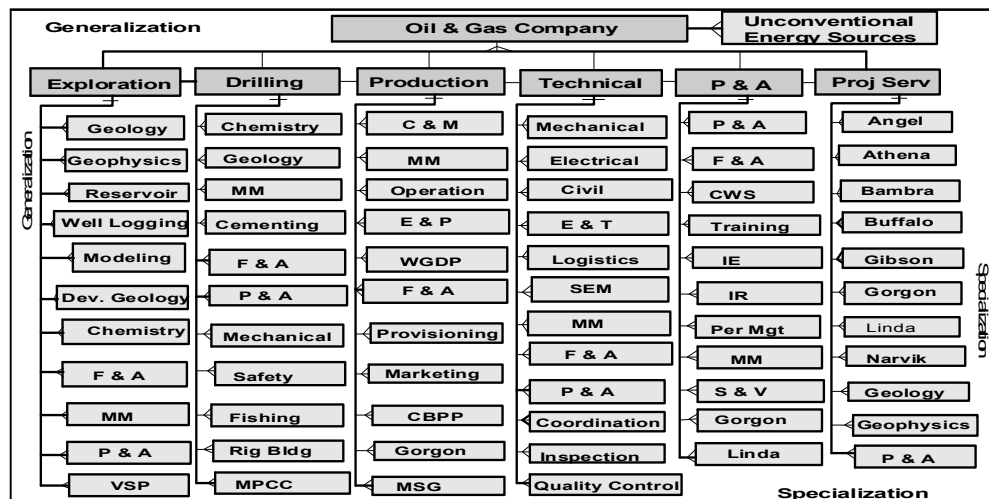 Generalization
Oil & Gas Company
Unconventional
Energy Sources
Exploration
Drilling
Production
Technical
P & A
Proj Serv
Generalization
Geology
Geophysics
Reservoir
Well Logging
Modeling
Dev. Geology
Chemistry
F & A
MM
P & A
VSP
Chemistry
Geology
MM
Cementing
F & A
P & A
Mechanical
Safety
Fishing
Rig Bldg
MPCC
C & M
MM
Operation
E & P
WGDP
F & A
Provisioning
Marketing
CBPP
Gorgon
MSG
Mechanical
Electrical
Civil
E & T
Logistics
SEM
MM
F & A
P & A
Coordination
Inspection
Quality Control
P & A
F & A
CWS
Training
IE
IR
Per Mgt
MM
S & V
Gorgon
Linda
Angel
Athena
Bambra
Buffalo
Gibson
Gorgon
Linda
Narvik
Geology
Geophysics
P & A
Specialization
Specialization